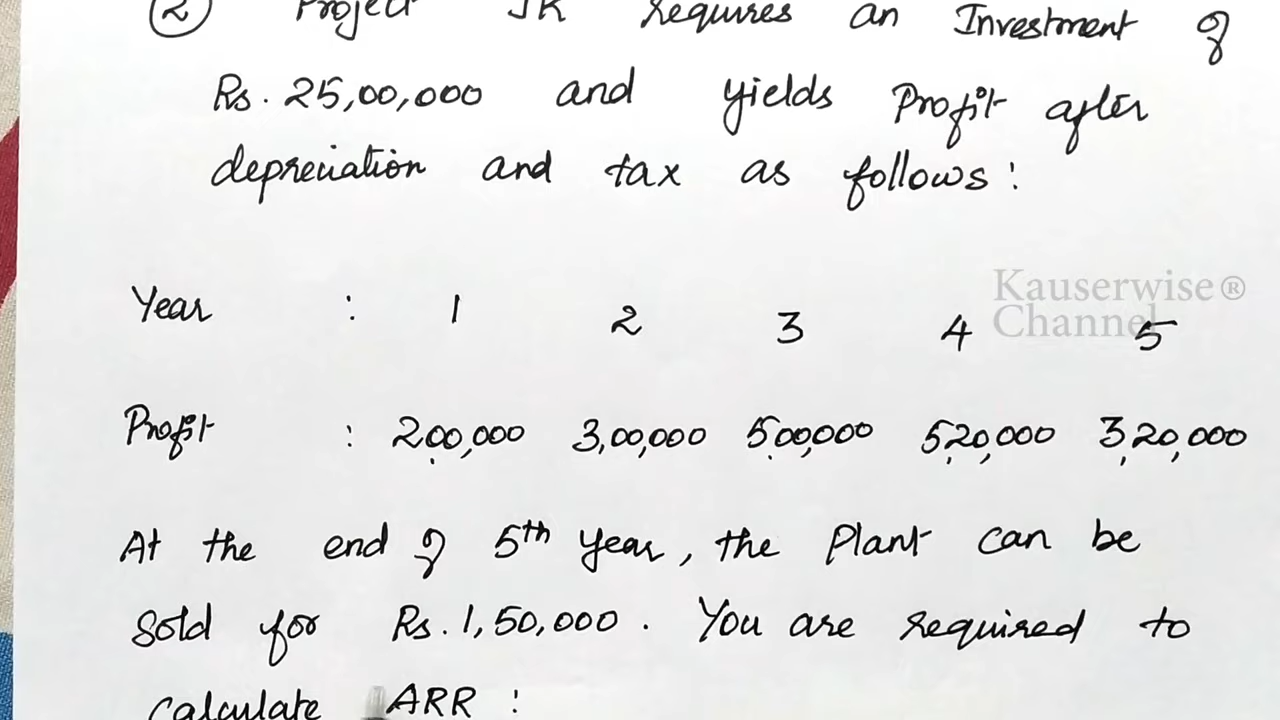 ② Project JK requires an Investment of
Rs. 25,00,000 and yields Profit after
depreciation and tax as follows:
Kauserwise®
Channel
Year : 1 2 3 4 5
Profit : 2,00,000 3,00,000 5,00,000 5,20,000 3,20,000
At the end of 5th Year, the Plant can be
sold for Rs. 1,50,000. You are required to
calculate ARR: